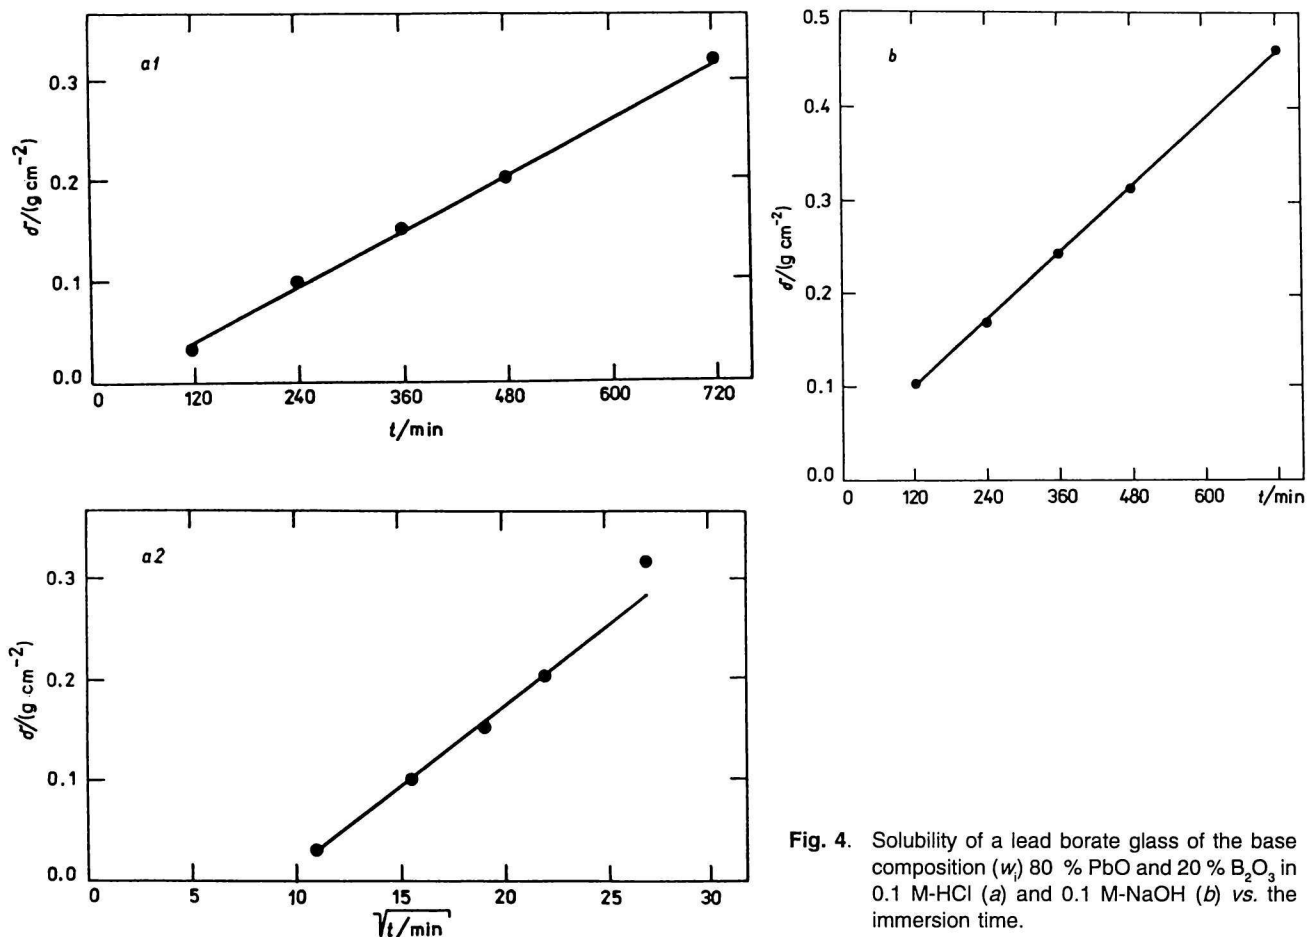 a1
0.3
0.2
0.1
0.0
σ/(g cm⁻²)
0 120 240 360 480 600 720
t/min
b
0.5
0.4
0.3
0.2
0.1
0.0
σ/(g cm⁻²)
0 120 240 360 480 600 t/min
a2
0.3
0.2
0.1
0.0
σ/(g·cm⁻²)
0 5 10 15 20 25 30
√t/min
Fig. 4. Solubility of a lead borate glass of the base
composition (wᵢ) 80 % PbO and 20 % B₂O₃ in
0.1 M-HCl (a) and 0.1 M-NaOH (b) vs. the
immersion time.